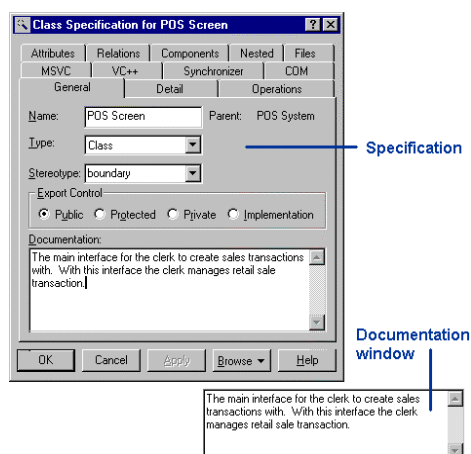 Class Specification for POS Screen
Attributes Relations Components Nested Files
MSVC VC++ Synchronizer COM
General Detail Operations
Name: POS Screen Parent: POS System
Type: Class
Specification
Stereotype: boundary
Export Control
Public Protected Private Implementation
Documentation:
The main interface for the clerk to create sales transactions
with. With this interface the clerk manages retail sale
transaction.
OK Cancel Apply Browse Help
Documentation
window
The main interface for the clerk to create sales
transactions with. With this interface the clerk
manages retail sale transaction.